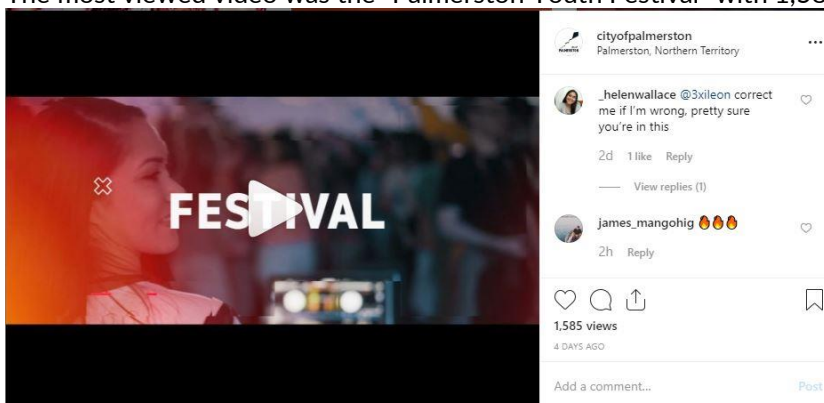 The most viewed video was the "Palmerston Youth Festival" with 1,58
cityofpalmerston
Palmerston, Northern Territory
_helenwallace @3xileon correct
me if I'm wrong, pretty sure
you're in this
2d 1 like Reply
View replies (1)
FESTIVAL
james_mangohig 🔥🔥🔥
2h Reply
1,585 views
4 DAYS AGO
Add a comment... Post